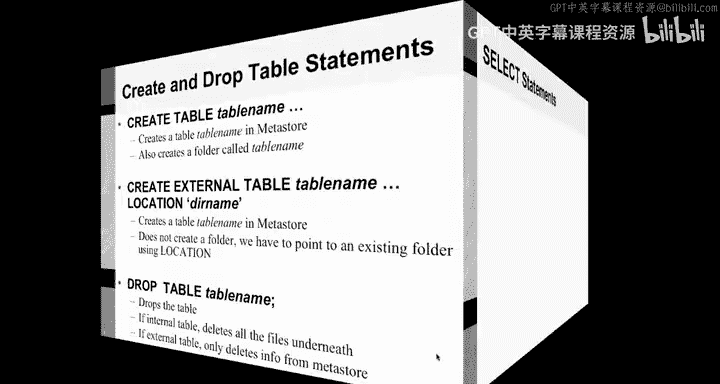 GPT中英字幕课程资源@bilibili.com
GPT中英字幕课程资源 bilibili
Create and Drop Table Statements
• CREATE TABLE tablename …
– Creates a table tablename in Metastore
– Also creates a folder called tablename
• CREATE EXTERNAL TABLE tablename …
LOCATION ‘dirname’
– Creates a table tablename in Metastore
– Does not create a folder, we have to point to an existing folder
using LOCATION
• DROP TABLE tablename;
– Drops the table
– If internal table, deletes all the files underneath
– If external table, only deletes info from metastore
SELECT Statements